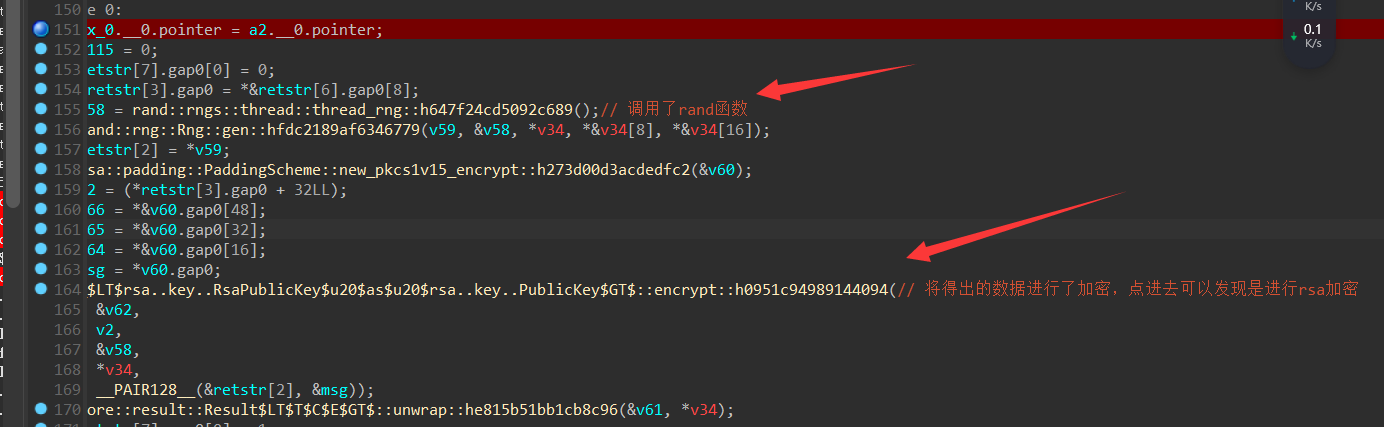 150 e 0:
151 x_0.__0.pointer = a2.__0.pointer;
152 115 = 0;
153 etstr[7].gap0[0] = 0;
154 retstr[3].gap0 = *&retstr[6].gap0[8];
155 58 = rand::rngs::thread::thread_rng::h647f24cd5092c689();// 调用了rand函数
156 and::rng::Rng::gen::hfdc2189af6346779(v59, &v58, *v34, *&v34[8], *&v34[16]);
157 etstr[2] = *v59;
158 sa::padding::PaddingScheme::new_pkcs1v15_encrypt::h273d00d3acdedfc2(&v60);
159 2 = (*retstr[3].gap0 + 32LL);
160 66 = *&v60.gap0[48];
161 65 = *&v60.gap0[32];
162 64 = *&v60.gap0[16];
163 sg = *v60.gap0;
164 $LT$rsa..key..RsaPublicKey$u20$as$u20$rsa..key..PublicKey$GT$::encrypt::h0951c94989144094(// 将得出的数据进行了加密，点进去可以发现是进行rsa加密
165 &v62,
166 v2,
167 &v58,
168 *v34,
169 __PAIR128__(&retstr[2], &msg));
170 ore::result::Result$LT$T$C$E$GT$::unwrap::he815b51bb1cb8c96(&v61, *v34);
K/s
0.1
K/s